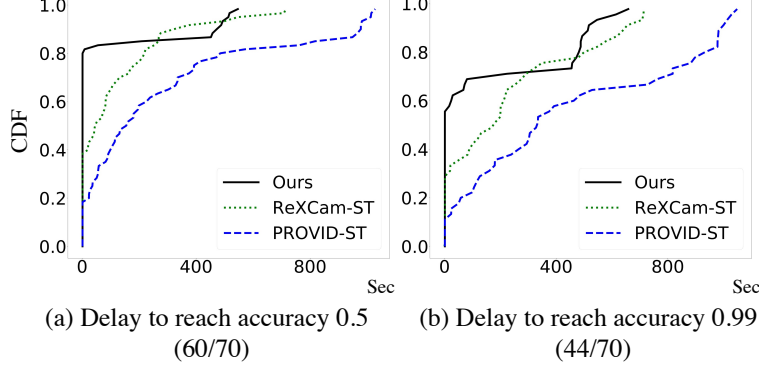 CDF
1.0
0.8
0.6
0.4
0.2
0.0
0 400 800
Sec
Ours
ReXCam-ST
PROVID-ST
(a) Delay to reach accuracy 0.5
(60/70)
1.0
0.8
0.6
0.4
0.2
0.0
0 400 800
Sec
Ours
ReXCam-ST
PROVID-ST
(b) Delay to reach accuracy 0.99
(44/70)